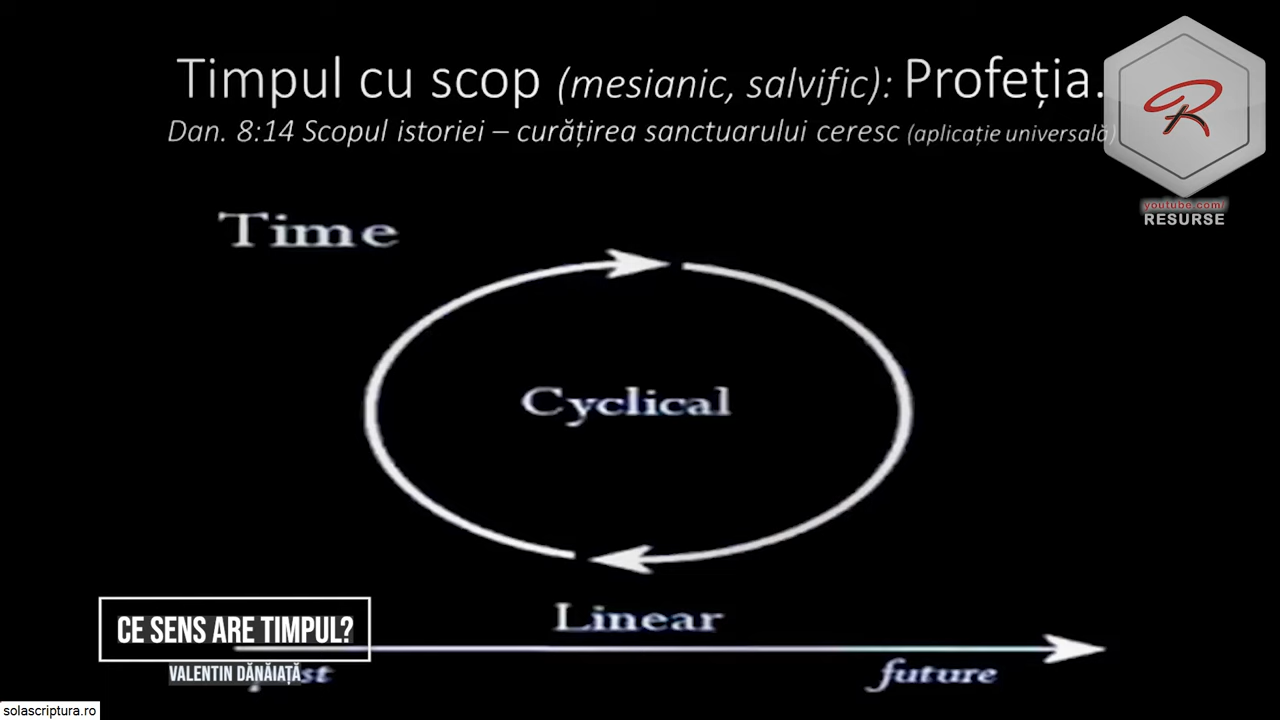 Timpul cu scop (mesianic, salvific): Profeția.
Dan. 8:14 Scopul istoriei – curățirea sanctuarului ceresc (aplicație universală)
R
youtube.com/
RESURSE
Time
Cyclical
Linear
CE SENS ARE TIMPUL?
VALENTIN DĂNĂIAȚĂ
future
solascriptura.ro